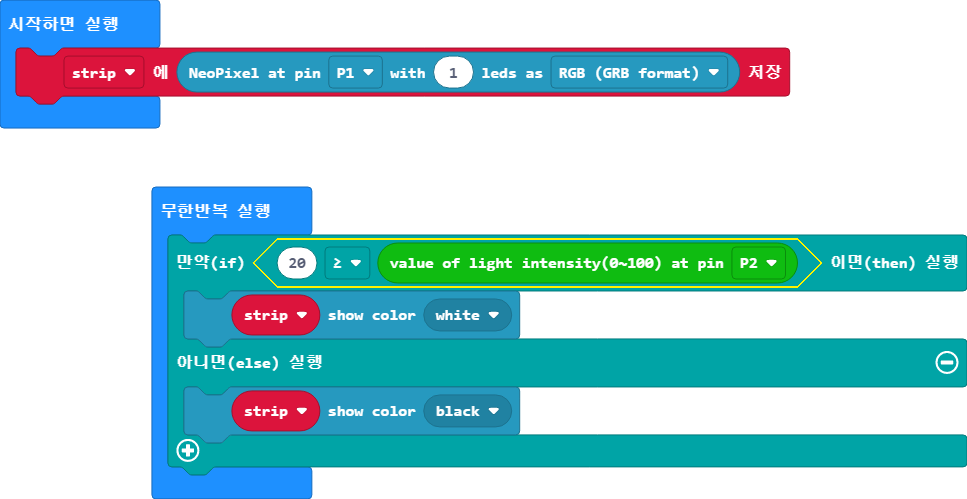 시작하면 실행
strip 에 NeoPixel at pin P1 with 1 leds as RGB (GRB format) 저장
무한반복 실행
만약(if) 20 ≥ value of light intensity(0~100) at pin P2 이면(then) 실행
strip show color white
아니면(else) 실행
strip show color black